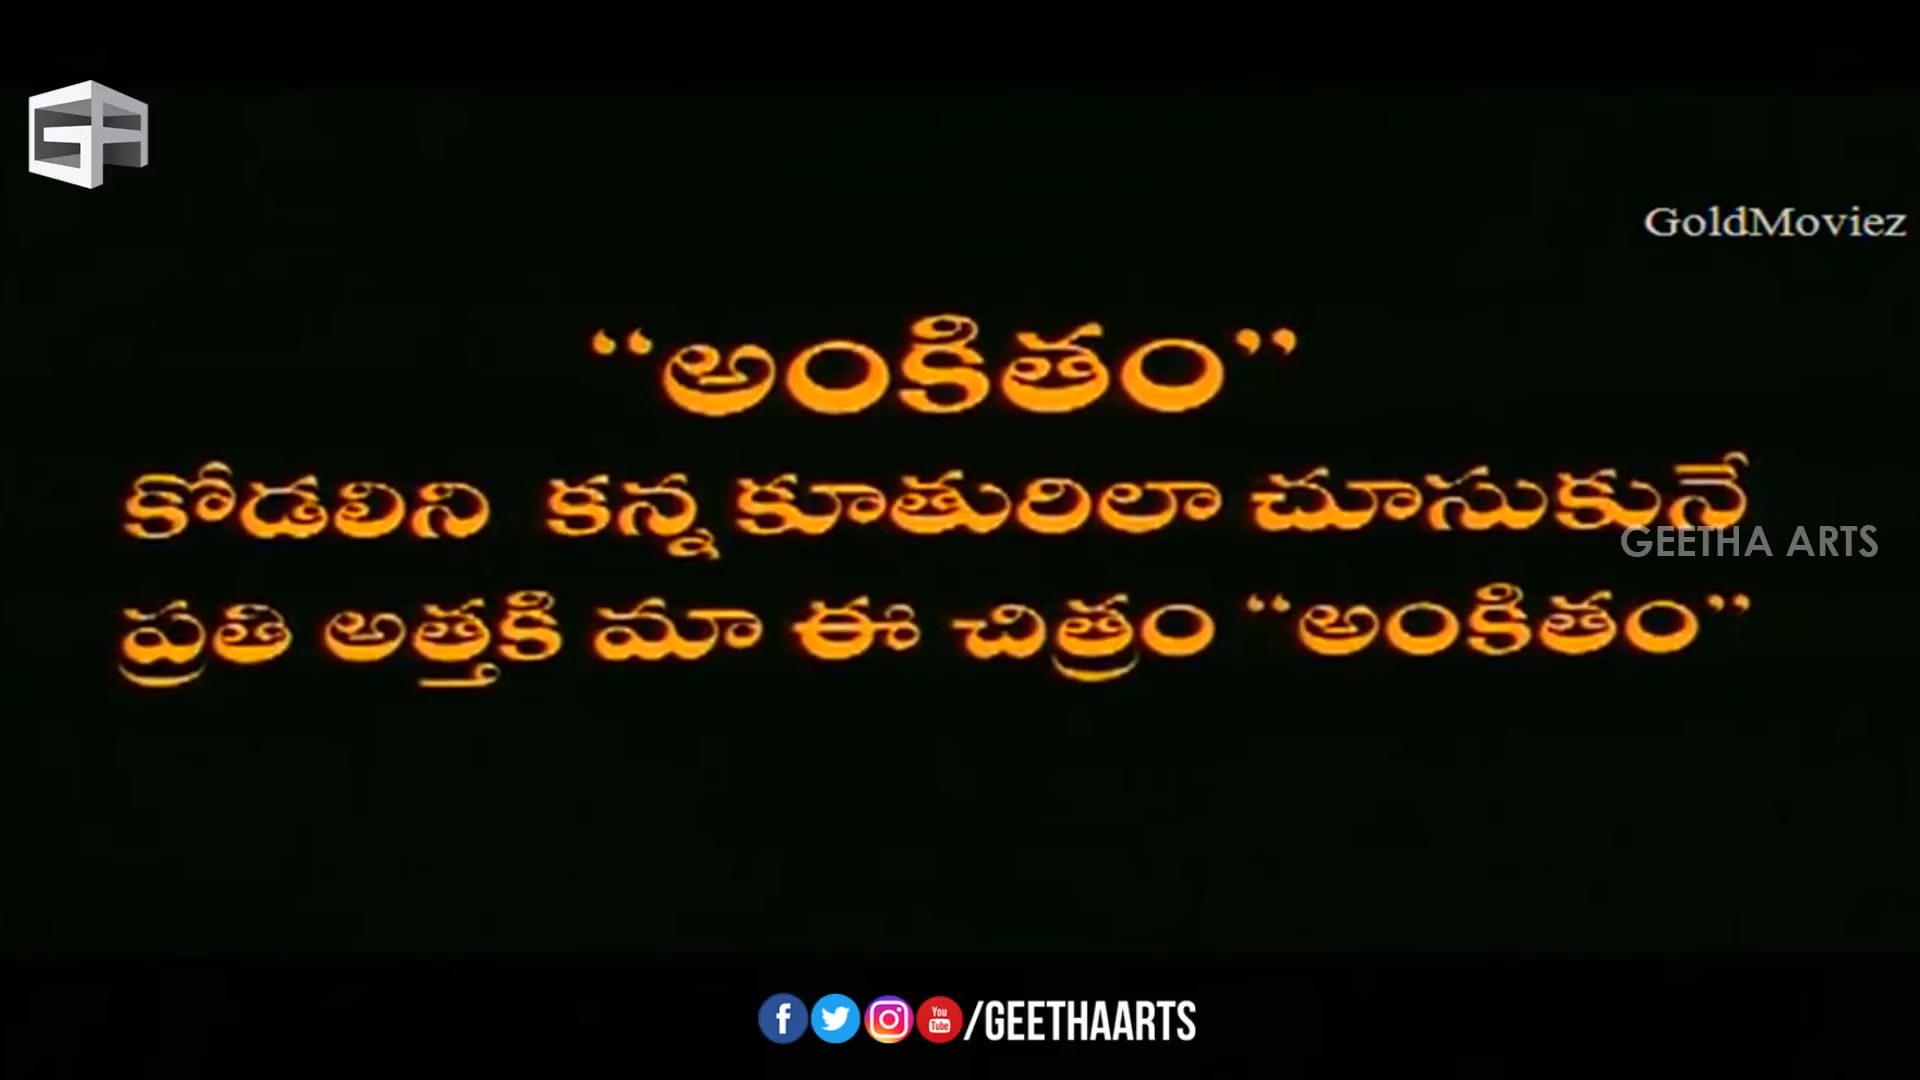 GoldMoviez
“అంకితం”
కోడలిని కన్న కూతురిలా చూసుకునే
GEETHA ARTS
ప్రతి అత్తకి మా ఈ చిత్రం “అంకితం”
/GEETHAARTS